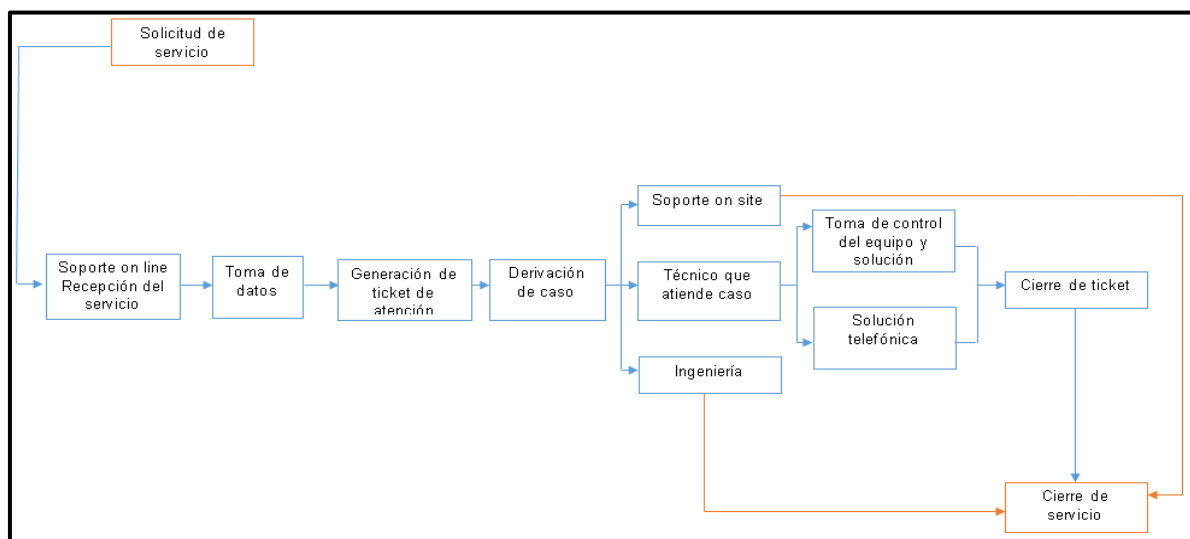 Solicitud de
servicio
Soporte on site
Toma de control
del equipo y
solución
Soporte on line
Recepción del
servicio
Toma de
datos
Generación de
ticket de
atención
Derivación
de caso
Técnico que
atiende caso
Cierre de ticket
Solución
telefónica
Ingeniería
Cierre de
servicio